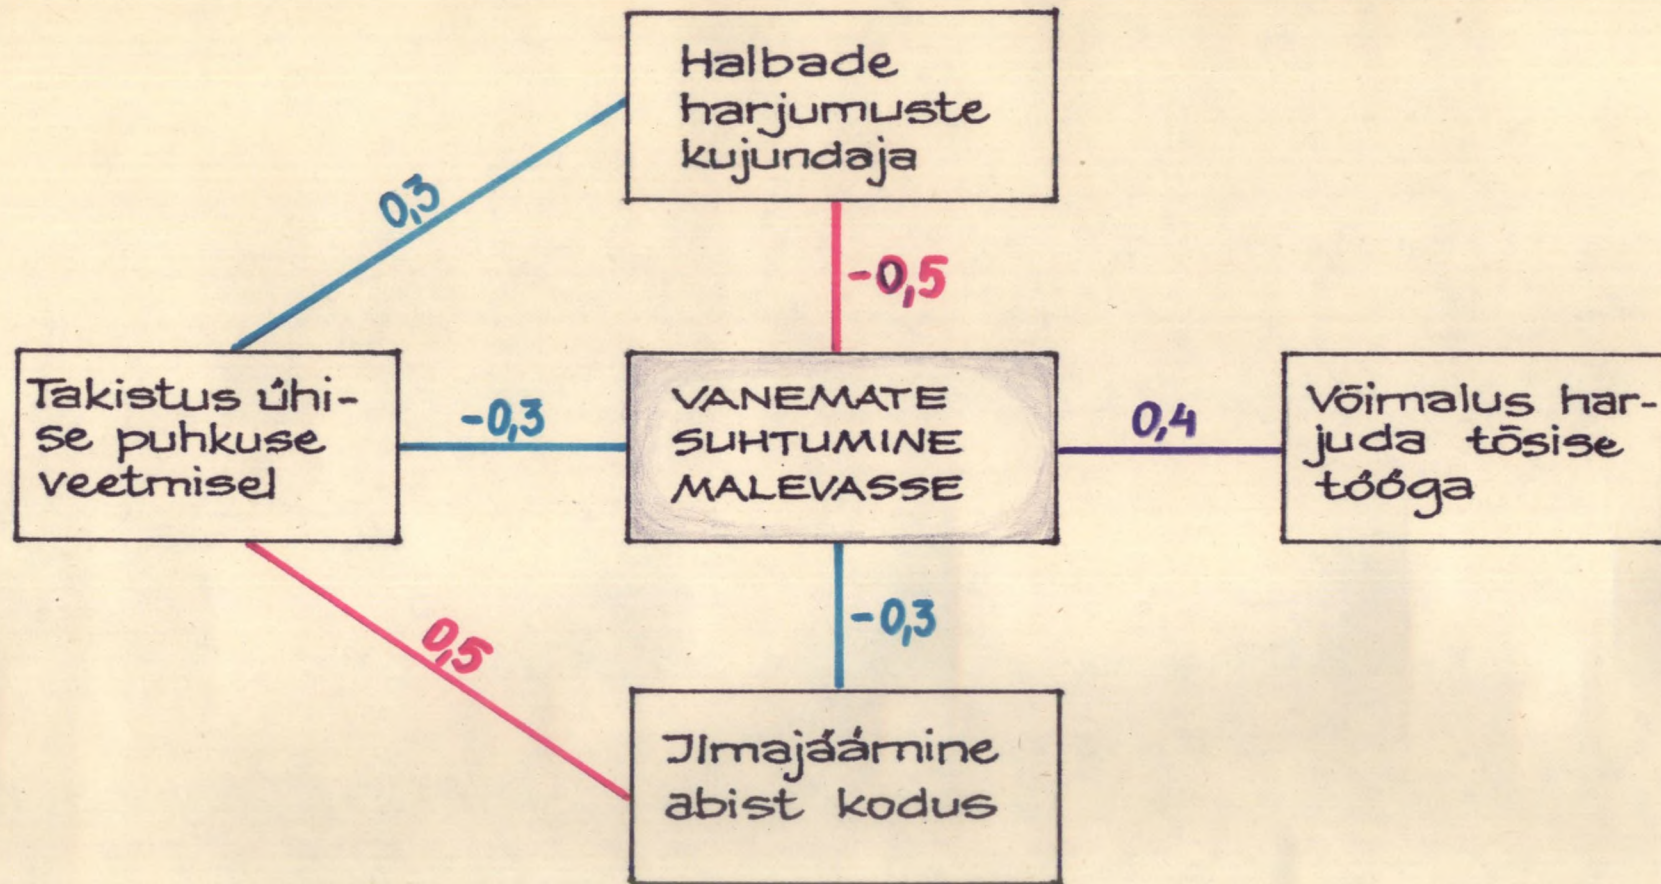 Halbade
harjumuste
kujundaja
0,3
-0,5
Takistus ühi-
se puhkuse
veetmisel
-0,3
VANEMATE
SUHTUMINE
MALEVASSE
0,4
Võimalus har-
juda tõsise
tööga
0,5
-0,3
Ilmajäämine
abist kodus